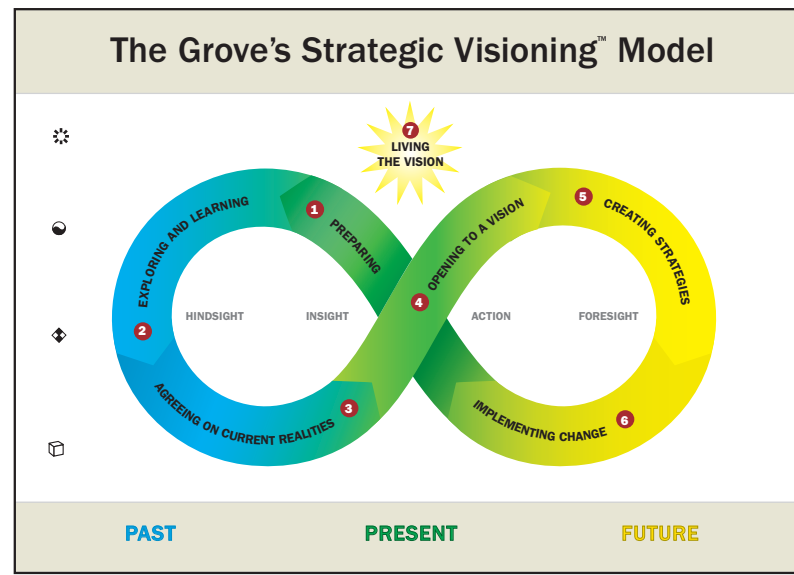 The Grove's Strategic Visioning™ Model
7
LIVING
THE VISION
1
PREPARING
2
EXPLORING AND LEARNING
3
AGREEING ON CURRENT REALITIES
4
OPENING TO A VISION
5
CREATING STRATEGIES
6
IMPLEMENTING CHANGE
HINDSIGHT
INSIGHT
ACTION
FORESIGHT
PAST
PRESENT
FUTURE